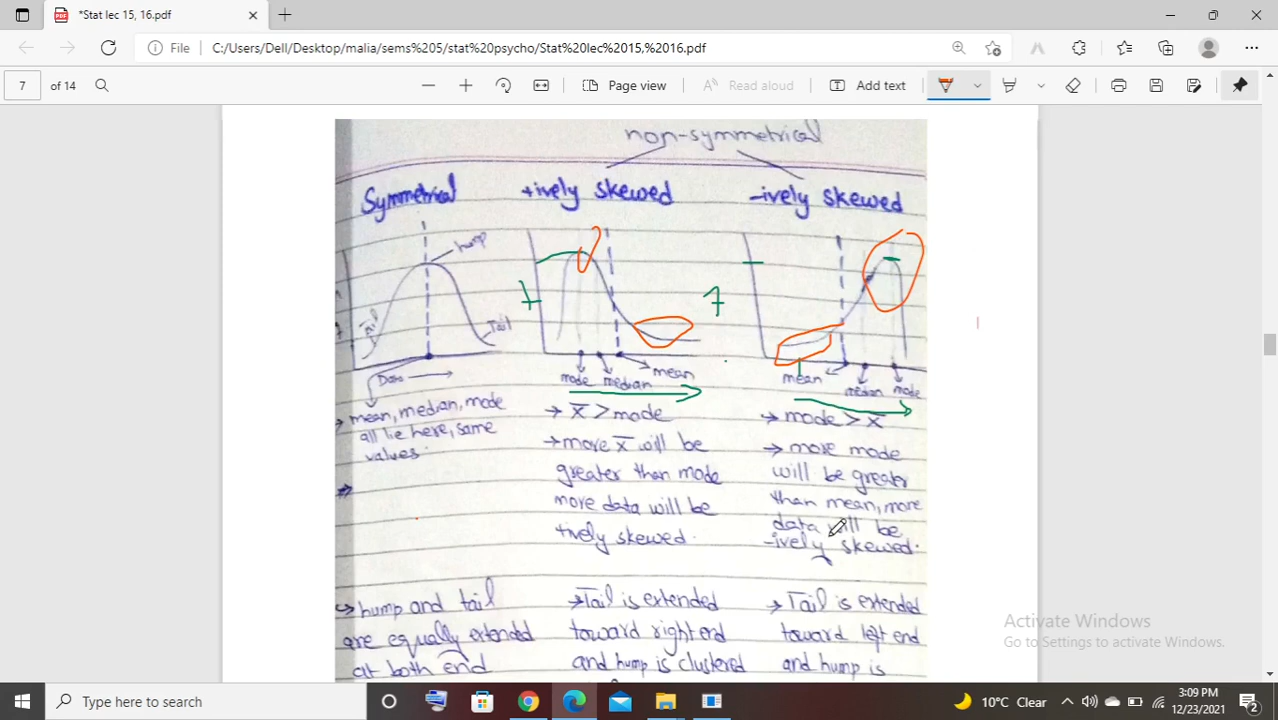 *Stat lec 15, 16.pdf
File C:/Users/Dell/Desktop/malia/sems%205/stat%20psycho/Stat%20lec%2015,%2016.pdf
7 of 14
Page view
Read aloud
Add text
non-symmetrical
Symmetrical
+ively skewed
-ively skewed
hump
Tail
Tail
Data
f
f
mode median mean
mean median mode
→ mean, median, mode
all lie here, same
values.
→ x̄ > mode
→ more x̄ will be
greater than mode
more data will be
+ively skewed.
→ mode > x̄
→ more mode
will be greater
than mean, more
data will be
-ively skewed.
↪ hump and tail
are equally extended
at both end
→ Tail is extended
toward right end
and hump is clustered
→ Tail is extended
toward left end
and hump is
Activate Windows
Go to Settings to activate Windows.
Type here to search
10°C Clear
3:09 PM
12/23/2021
2